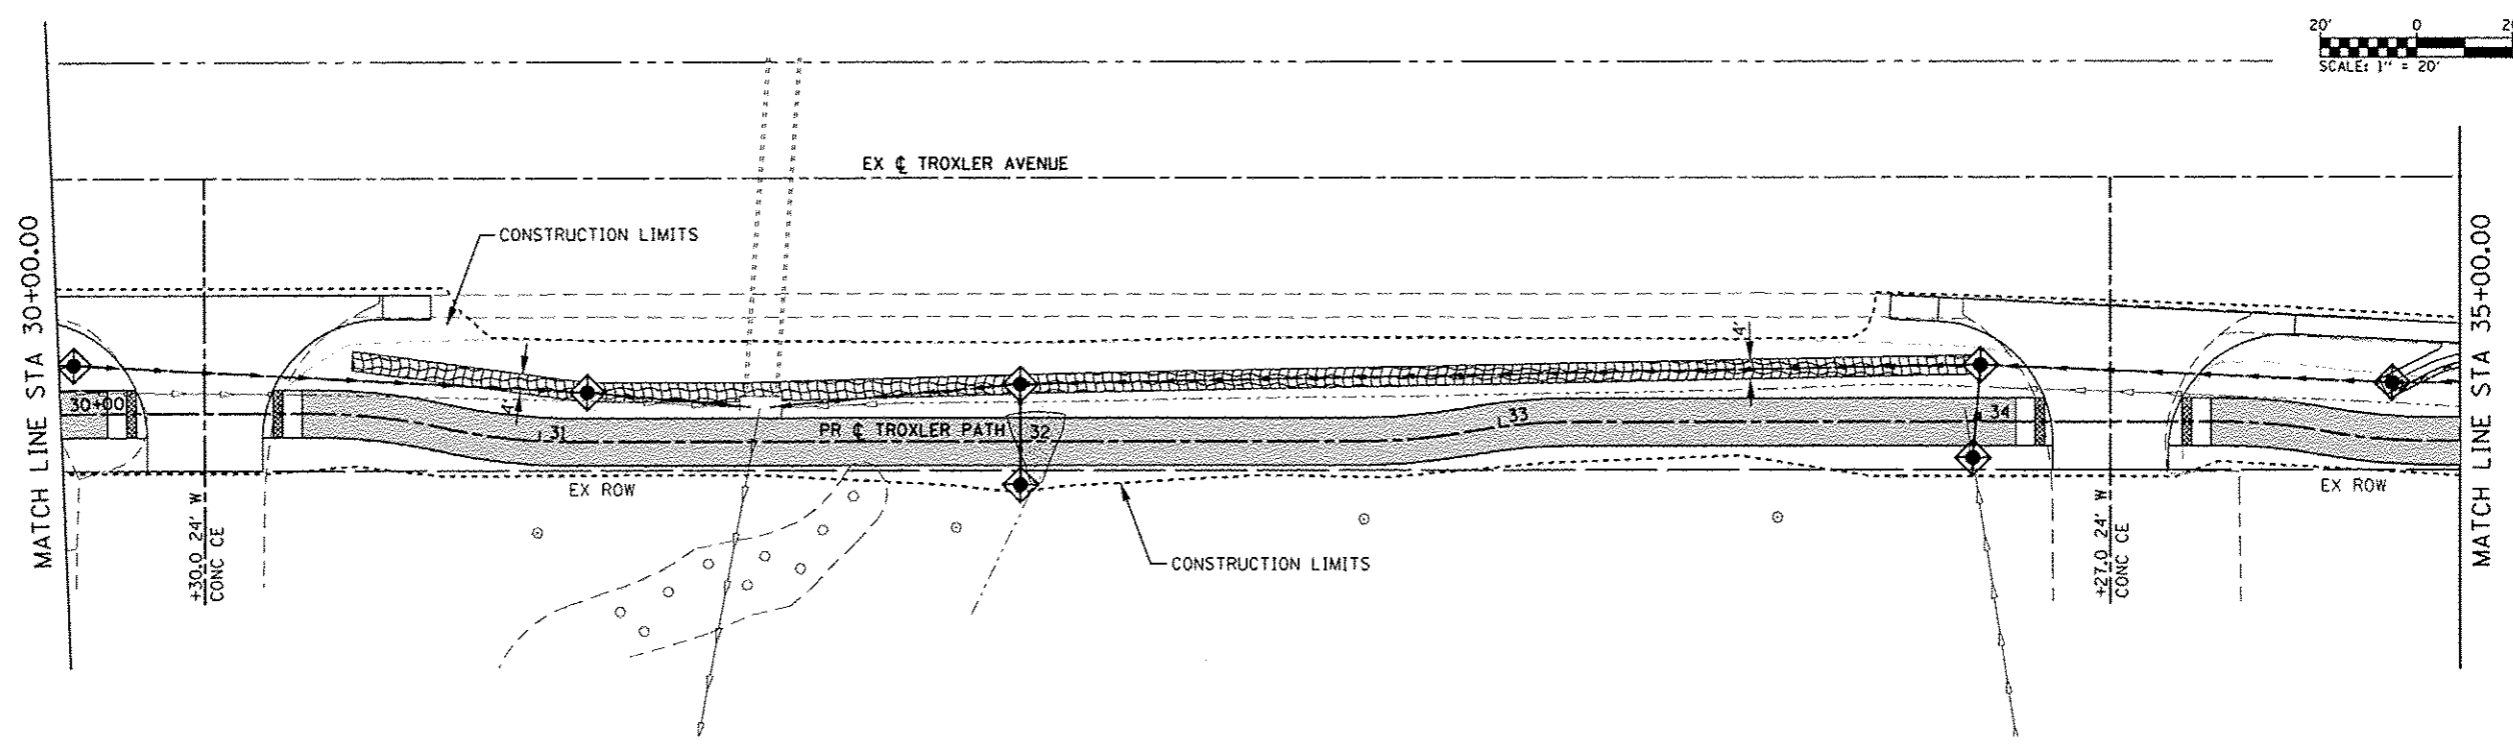 20' 0 20
SCALE: 1" = 20'
EX ℄ TROXLER AVENUE
CONSTRUCTION LIMITS
MATCH LINE STA 30+00.00
MATCH LINE STA 35+00.00
4'
4'
30+00
31
PR ℄ TROXLER PATH
32
33
34
EX ROW
EX ROW
+30.0 24' W
CONC CE
CONSTRUCTION LIMITS
+27.0 24' W
CONC CE